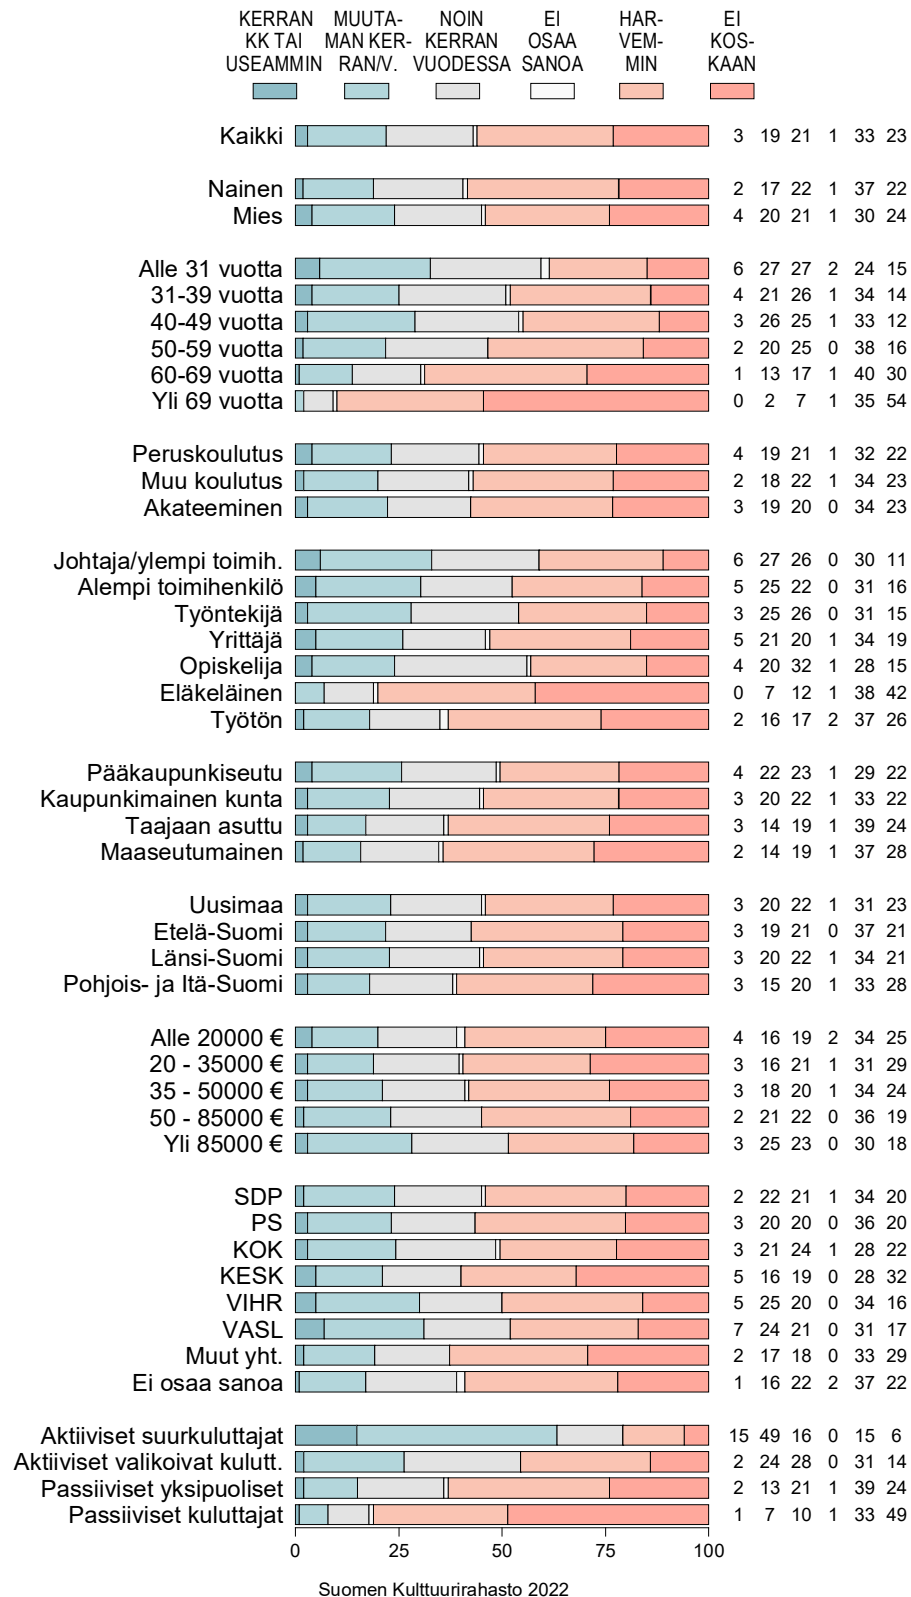 KERRAN MUUTA- NOIN EI HAR- EI
KK TAI MAN KER- KERRAN OSAA VEM- KOS-
USEAMMIN RAN/V. VUODESSA SANOA MIN KAAN
Kaikki 3 19 21 1 33 23
Nainen 2 17 22 1 37 22
Mies 4 20 21 1 30 24
Alle 31 vuotta 6 27 27 2 24 15
31-39 vuotta 4 21 26 1 34 14
40-49 vuotta 3 26 25 1 33 12
50-59 vuotta 2 20 25 0 38 16
60-69 vuotta 1 13 17 1 40 30
Yli 69 vuotta 0 2 7 1 35 54
Peruskoulutus 4 19 21 1 32 22
Muu koulutus 2 18 22 1 34 23
Akateeminen 3 19 20 0 34 23
Johtaja/ylempi toimih. 6 27 26 0 30 11
Alempi toimihenkilö 5 25 22 0 31 16
Työntekijä 3 25 26 0 31 15
Yrittäjä 5 21 20 1 34 19
Opiskelija 4 20 32 1 28 15
Eläkeläinen 0 7 12 1 38 42
Työtön 2 16 17 2 37 26
Pääkaupunkiseutu 4 22 23 1 29 22
Kaupunkimainen kunta 3 20 22 1 33 22
Taajaan asuttu 3 14 19 1 39 24
Maaseutumainen 2 14 19 1 37 28
Uusimaa 3 20 22 1 31 23
Etelä-Suomi 3 19 21 0 37 21
Länsi-Suomi 3 20 22 1 34 21
Pohjois- ja Itä-Suomi 3 15 20 1 33 28
Alle 20000 € 4 16 19 2 34 25
20 - 35000 € 3 16 21 1 31 29
35 - 50000 € 3 18 20 1 34 24
50 - 85000 € 2 21 22 0 36 19
Yli 85000 € 3 25 23 0 30 18
SDP 2 22 21 1 34 20
PS 3 20 20 0 36 20
KOK 3 21 24 1 28 22
KESK 5 16 19 0 28 32
VIHR 5 25 20 0 34 16
VASL 7 24 21 0 31 17
Muut yht. 2 17 18 0 33 29
Ei osaa sanoa 1 16 22 2 37 22
Aktiiviset suurkuluttajat 15 49 16 0 15 6
Aktiiviset valikoivat kulutt. 2 24 28 0 31 14
Passiiviset yksipuoliset 2 13 21 1 39 24
Passiiviset kuluttajat 1 7 10 1 33 49
0 25 50 75 100
Suomen Kulttuurirahasto 2022